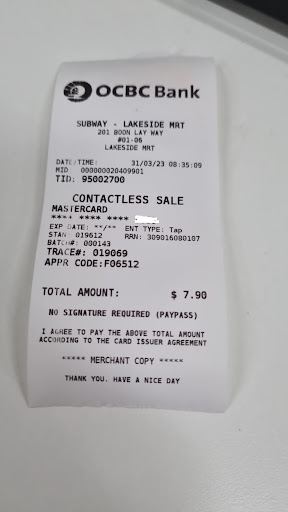 OCBC Bank
SUBWAY - LAKESIDE MRT
201 BOON LAY WAY
#01-06
LAKESIDE MRT
DATE/TIME: 31/03/23 08:35:09
MID 000000020409901
TID: 95002700
CONTACTLESS SALE
MASTERCARD
**** **** ****
EXP DATE: **/** ENT TYPE: Tap
STAN 019612 RRN: 309016080107
BATCH#: 000143
TRACE#: 019069
APPR CODE:F06512
TOTAL AMOUNT: $ 7.90
NO SIGNATURE REQUIRED (PAYPASS)
I AGREE TO PAY THE ABOVE TOTAL AMOUNT
ACCORDING TO THE CARD ISSUER AGREEMENT
***** MERCHANT COPY *****
THANK YOU. HAVE A NICE DAY